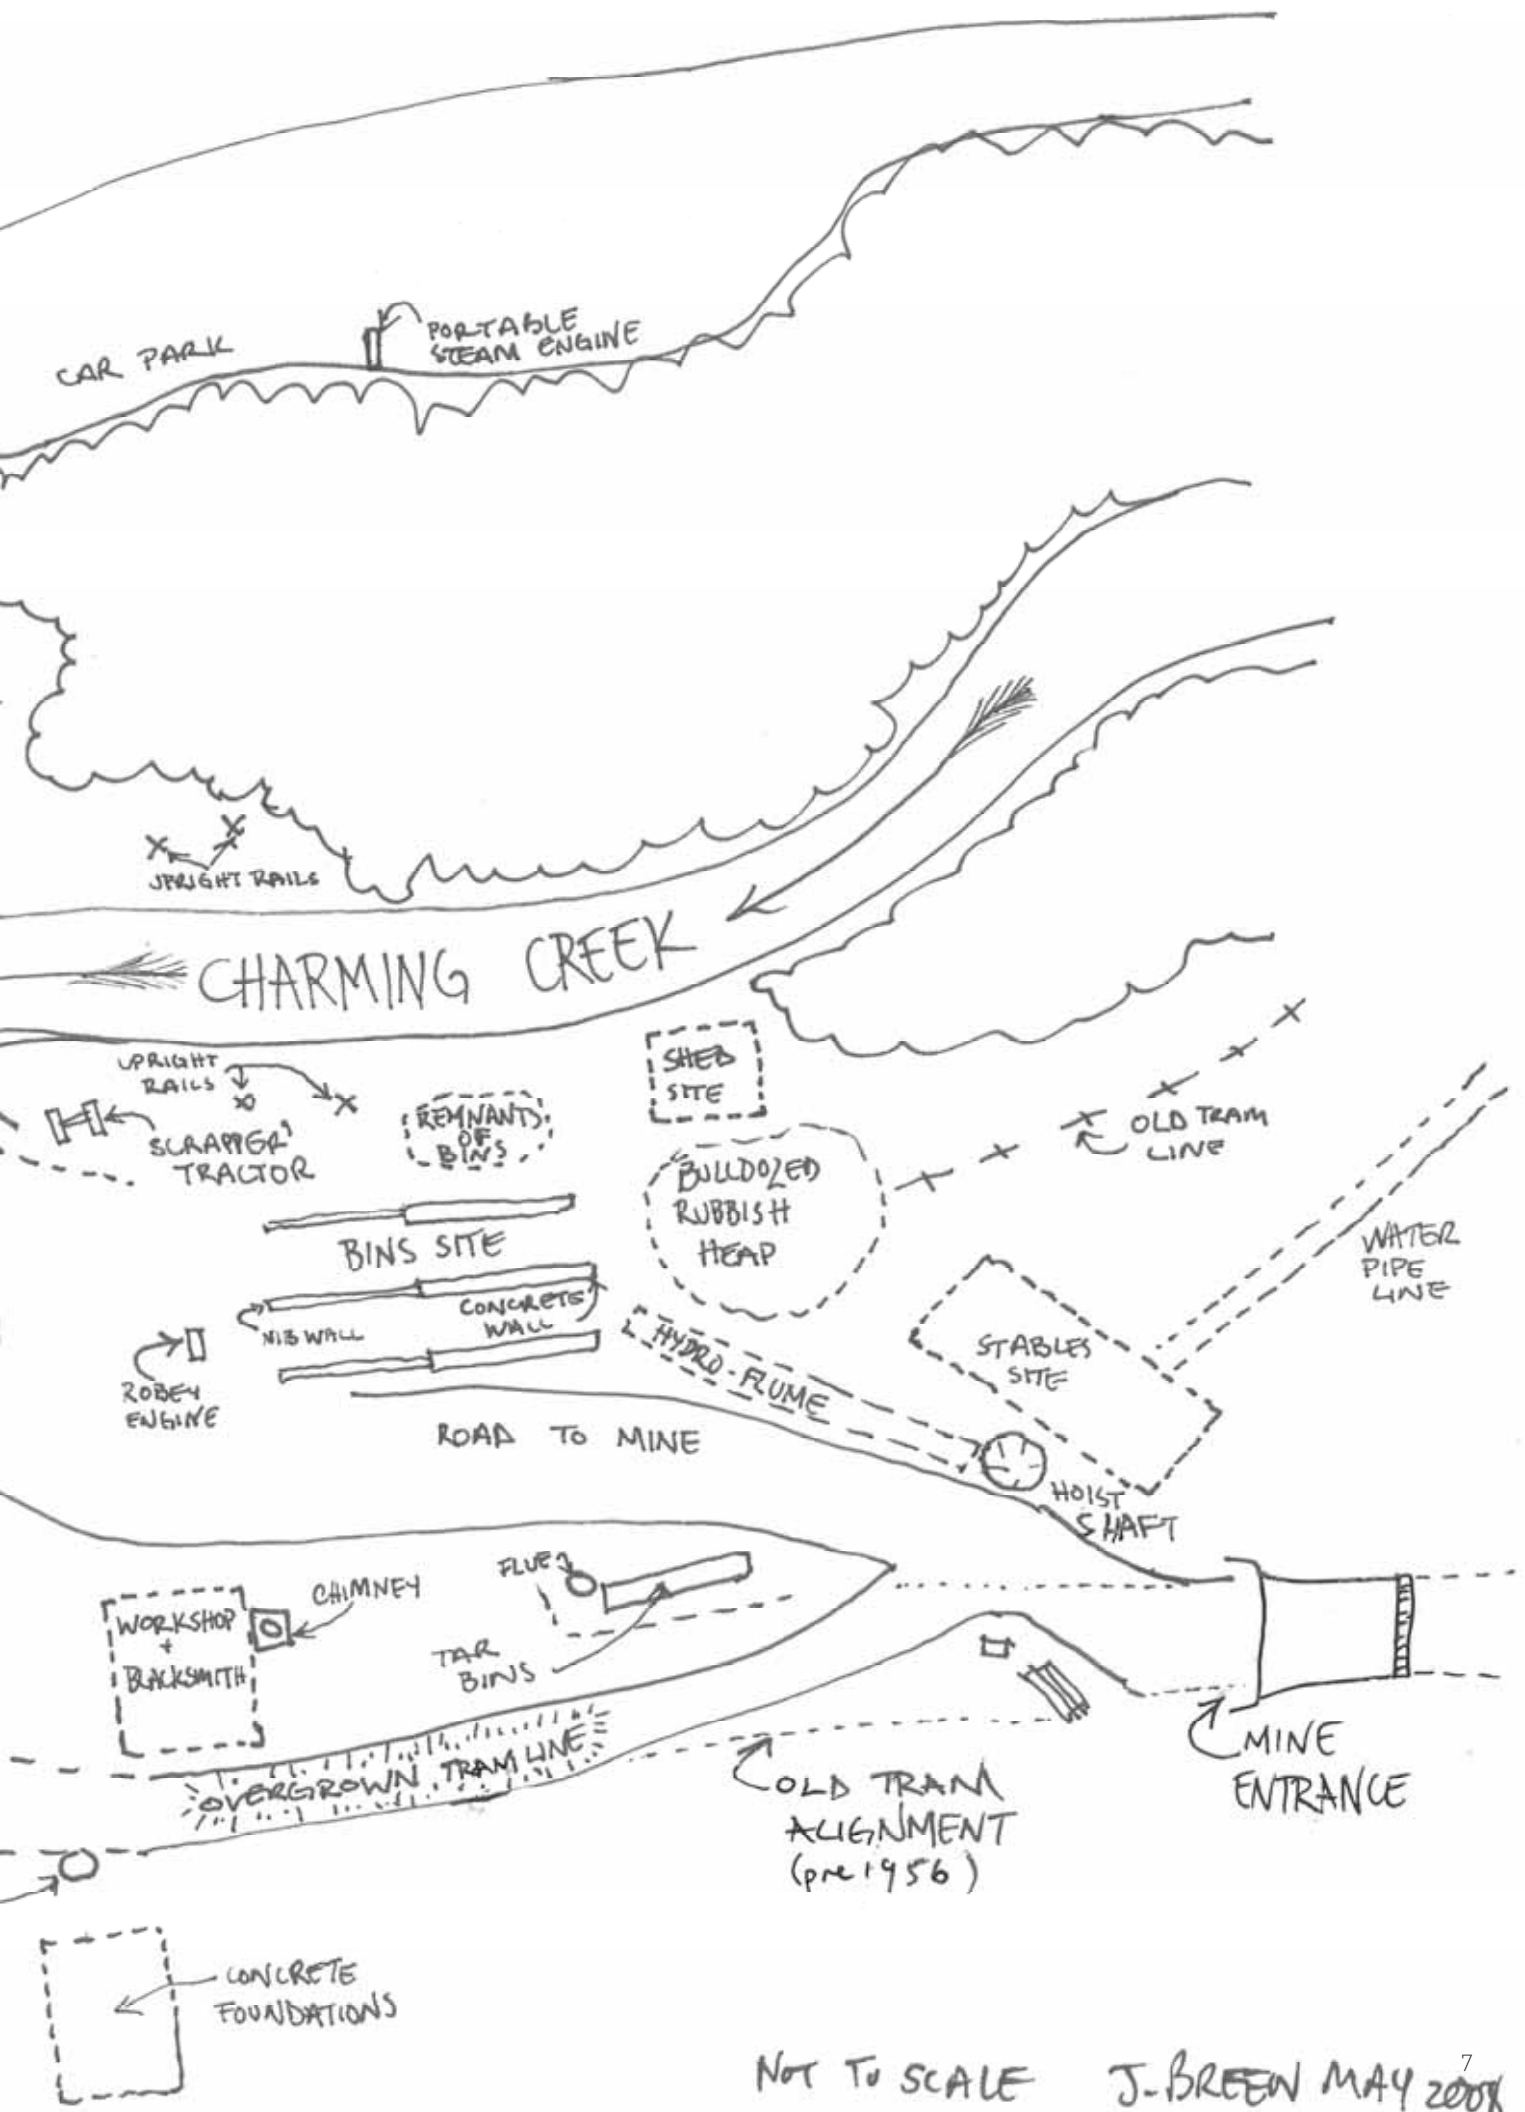 CAR PARK
PORTABLE
STEAM ENGINE
UPRIGHT RAILS
CHARMING CREEK
UPRIGHT
RAILS
SCRAPPER'
TRACTOR
REMNANTS
OF
BINS
SHED
SITE
BULLDOZED
RUBBISH
HEAP
OLD TRAM
LINE
WATER
PIPE
LINE
BINS SITE
NIB WALL
CONCRETE
WALL
ROBEY
ENGINE
HYDRO-FLUME
STABLES
SITE
ROAD TO MINE
HOIST
SHAFT
FLUE
CHIMNEY
WORKSHOP
+
BLACKSMITH
TAR
BINS
OVERGROWN TRAM LINE
OLD TRAM
ALIGNMENT
(pre 1956)
MINE
ENTRANCE
CONCRETE
FOUNDATIONS
NOT TO SCALE J. BREEN MAY
7